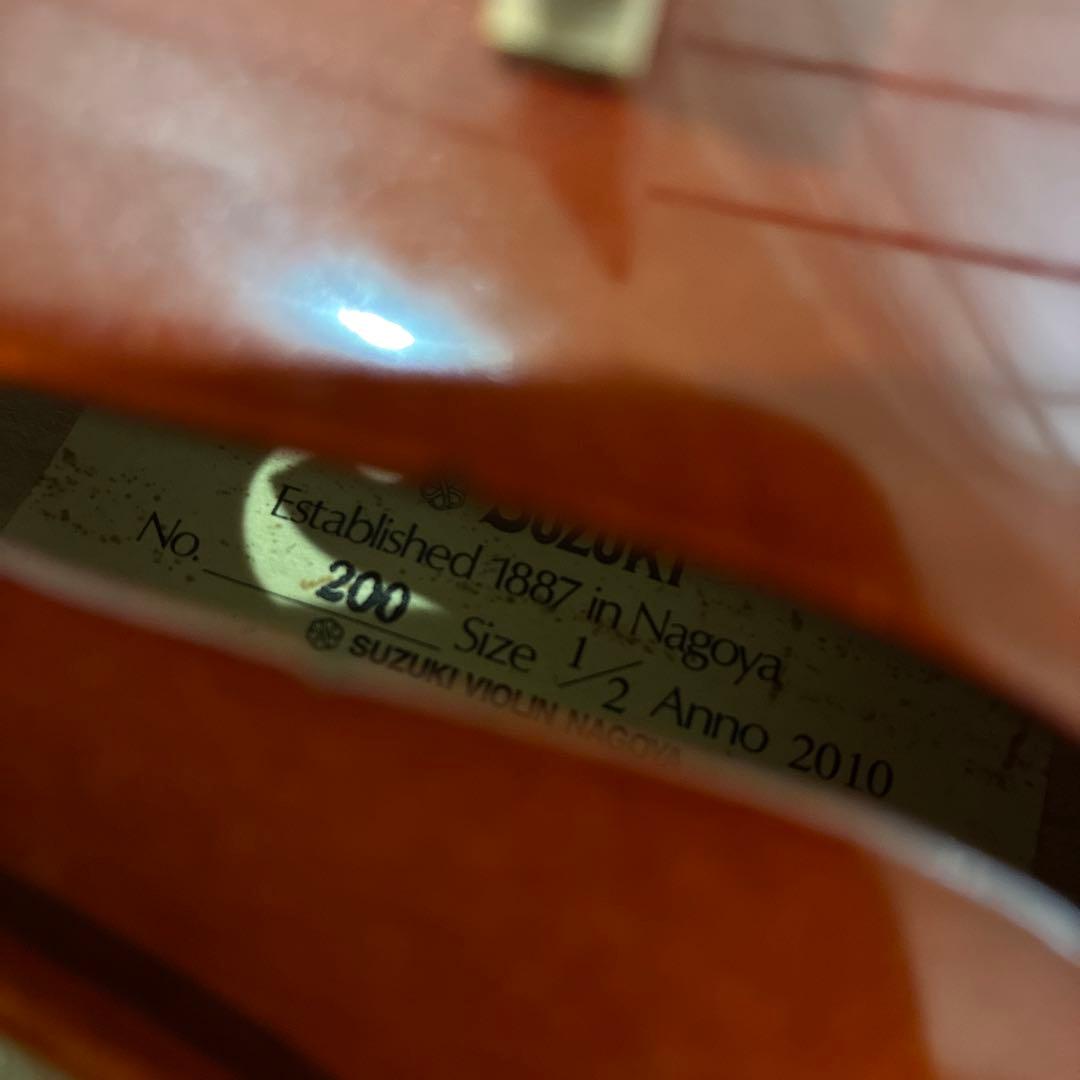 SUZUKI
Established 1887 in Nagoya
No. 200 Size 1/2 Anno 2010
SUZUKI VIOLIN NAGOYA